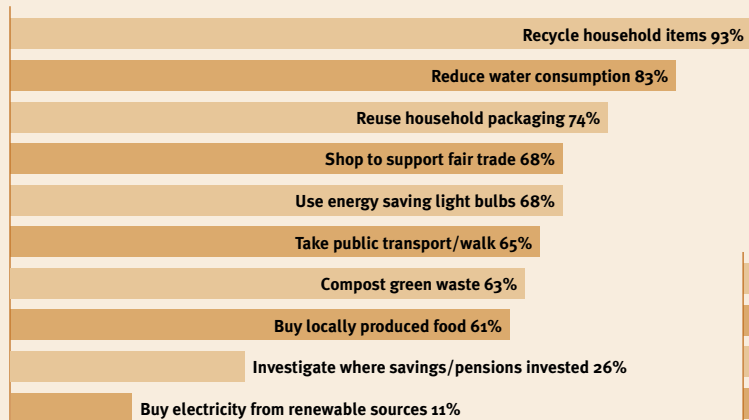 Recycle household items 93%
Reduce water consumption 83%
Reuse household packaging 74%
Shop to support fair trade 68%
Use energy saving light bulbs 68%
Take public transport/walk 65%
Compost green waste 63%
Buy locally produced food 61%
Investigate where savings/pensions invested 26%
Buy electricity from renewable sources 11%